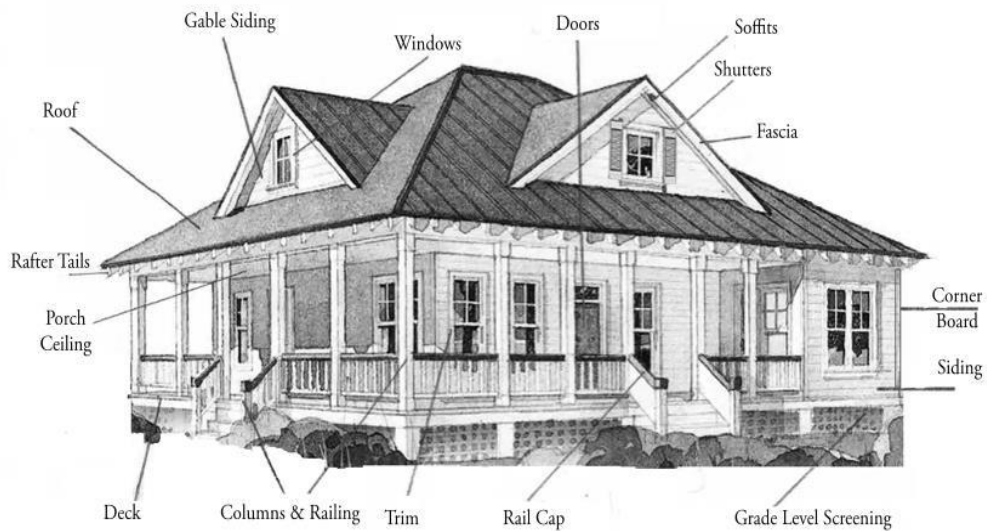 Gable Siding
Windows
Doors
Soffits
Shutters
Roof
Fascia
Rafter Tails
Porch
Ceiling
Corner
Board
Siding
Deck
Columns & Railing
Trim
Rail Cap
Grade Level Screening